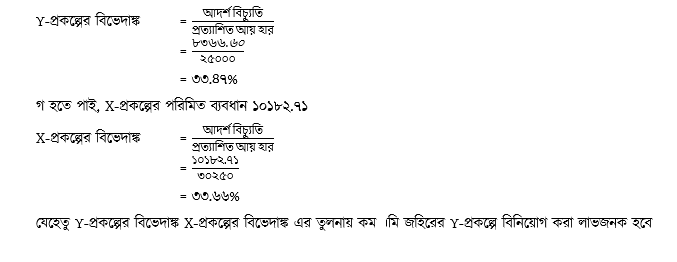 Y-প্রকল্পের বিভেদাঙ্ক = আদর্শ বিচ্যুতি / প্রত্যাশিত আয় হার
= ৮৩৬৬.৬০ / ২৫০০০
= ৩৩.৪৭%
গ হতে পাই, X-প্রকল্পের পরিমিত ব্যবধান ১০১৮২.৭১
X-প্রকল্পের বিভেদাঙ্ক = আদর্শ বিচ্যুতি / প্রত্যাশিত আয় হার
= ১০১৮২.৭১ / ৩০২৫০
= ৩৩.৬৬%
যেহেতু Y-প্রকল্পের বিভেদাঙ্ক X-প্রকল্পের বিভেদাঙ্ক এর তুলনায় কম জহিরের Y-প্রকল্পে বিনিয়োগ করা লাভজনক হবে